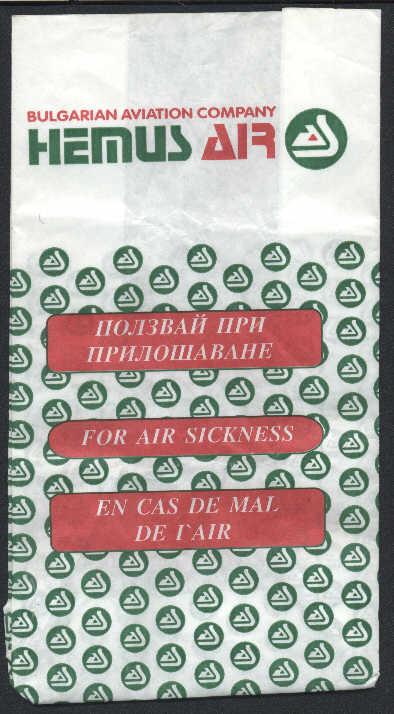 BULGARIAN AVIATION COMPANY
HEMUS AIR
ПОЛЗВАЙ ПРИ
ПРИЛОШАВАНЕ
FOR AIR SICKNESS
EN CAS DE MAL
DE I`AIR